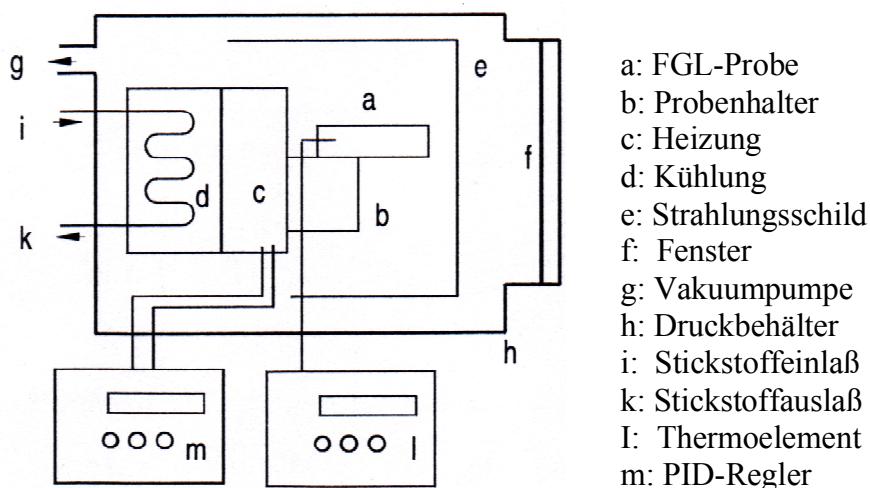 g
i
k
a
e
f
d
c
b
h
m
l
a: FGL-Probe
b: Probenhalter
c: Heizung
d: Kühlung
e: Strahlungsschild
f: Fenster
g: Vakuumpumpe
h: Druckbehälter
i: Stickstoffeinlaß
k: Stickstoffauslaß
I: Thermoelement
m: PID-Regler